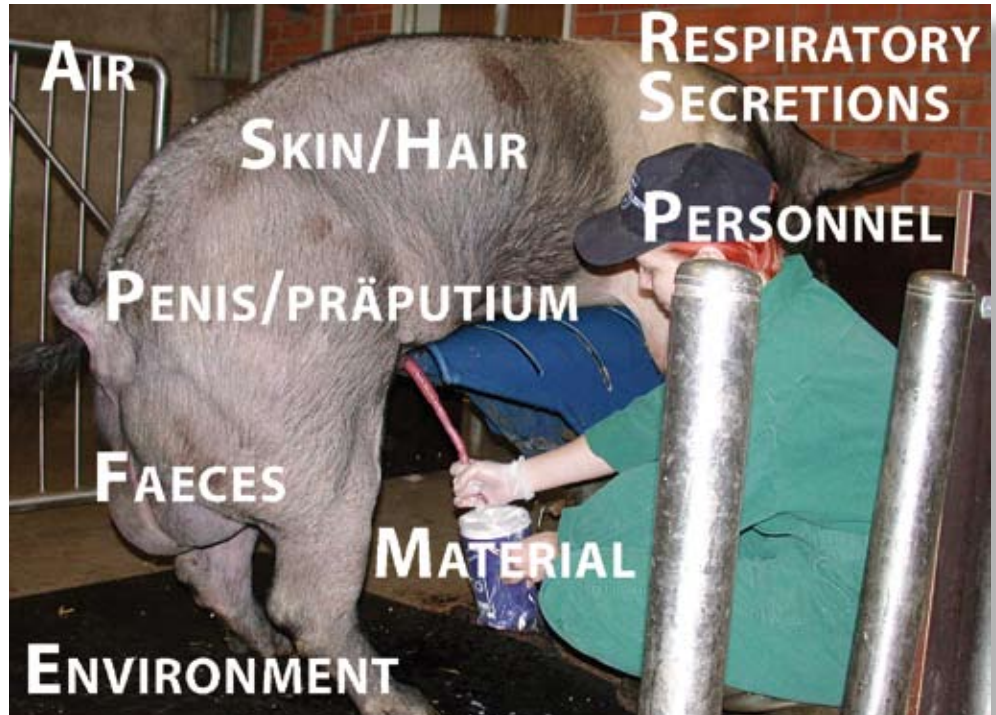 AIR
RESPIRATORY
SECRETIONS
SKIN/HAIR
PERSONNEL
PENIS/PRÄPUTIUM
FAECES
MATERIAL
ENVIRONMENT